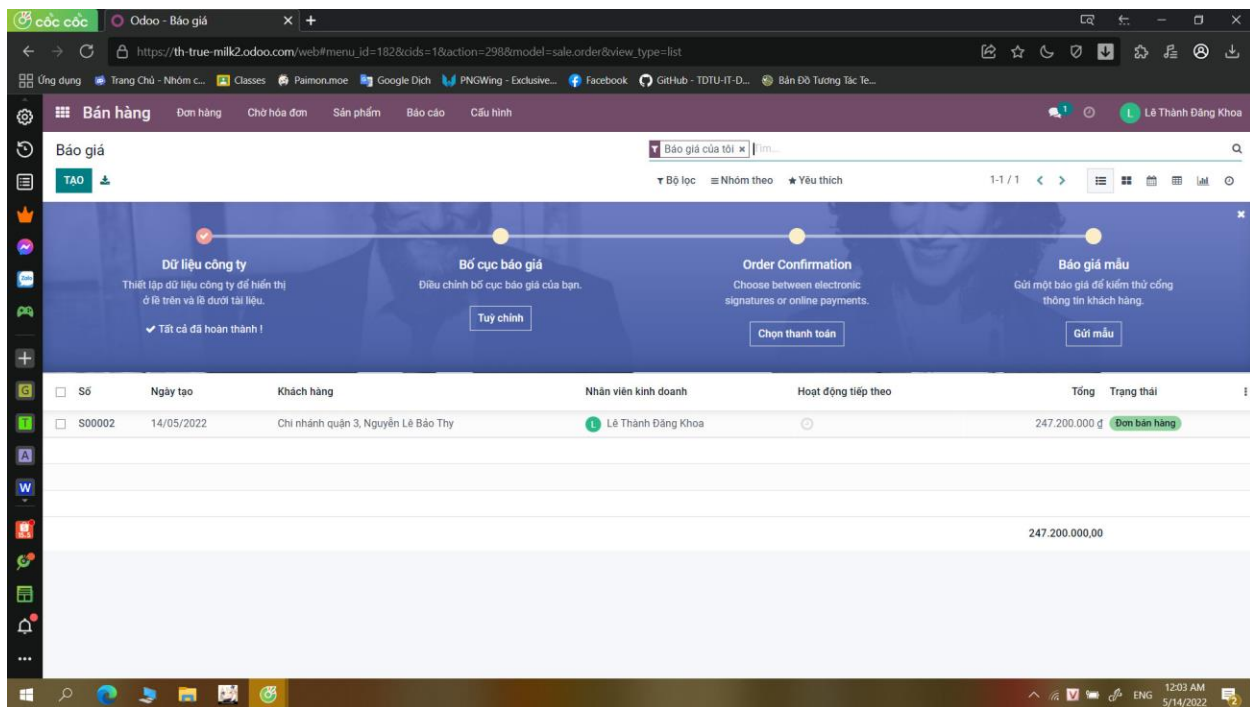 cốc cốc
Odoo - Báo giá
https://th-true-milk2.odoo.com/web#menu_id=182&cids=1&action=298&model=sale.order&view_type=list
Ứng dụng Trang Chủ - Nhóm c... Classes Paimon.moe Google Dịch PNGWing - Exclusive... Facebook GitHub - TDTU-IT-D... Bản Đồ Tương Tác Te...
Bán hàng Đơn hàng Chờ hóa đơn Sản phẩm Báo cáo Cấu hình 1 L Lê Thành Đăng Khoa
Báo giá
Báo giá của tôi × Tìm...
TẠO
Bộ lọc Nhóm theo Yêu thích 1-1 / 1
Dữ liệu công ty
Thiết lập dữ liệu công ty để hiển thị
ở lề trên và lề dưới tài liệu.
Tất cả đã hoàn thành !
Bố cục báo giá
Điều chỉnh bố cục báo giá của bạn.
Tuỳ chỉnh
Order Confirmation
Choose between electronic
signatures or online payments.
Chọn thanh toán
Báo giá mẫu
Gửi một báo giá để kiểm thử cổng
thông tin khách hàng.
Gửi mẫu
Số Ngày tạo Khách hàng Nhân viên kinh doanh Hoạt động tiếp theo Tổng Trạng thái
S00002 14/05/2022 Chi nhánh quận 3, Nguyễn Lê Bảo Thy L Lê Thành Đăng Khoa 247.200.000 ₫ Đơn bán hàng
247.200.000,00
Zalo
G
T
A
W
V ENG
12:03 AM
5/14/2022
2